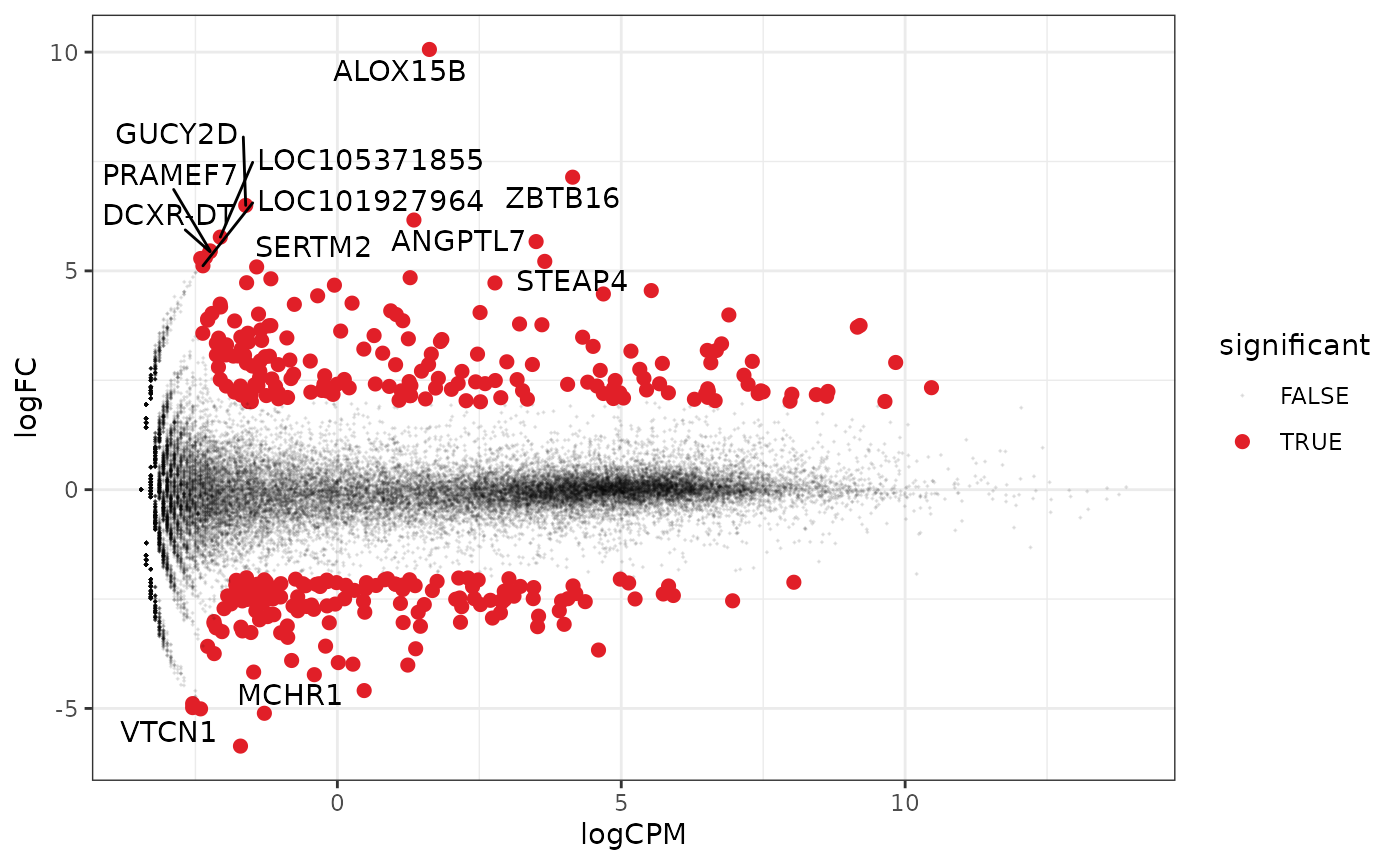 10
ALOX15B
GUCY2D
LOC105371855
PRAMEF7
ZBTB16
LOC101927964
DCXR-DT
ANGPTL7
SERTM2
5
STEAP4
logFC
0
-5
MCHR1
VTCN1
0
5
10
logCPM
significant
FALSE
TRUE